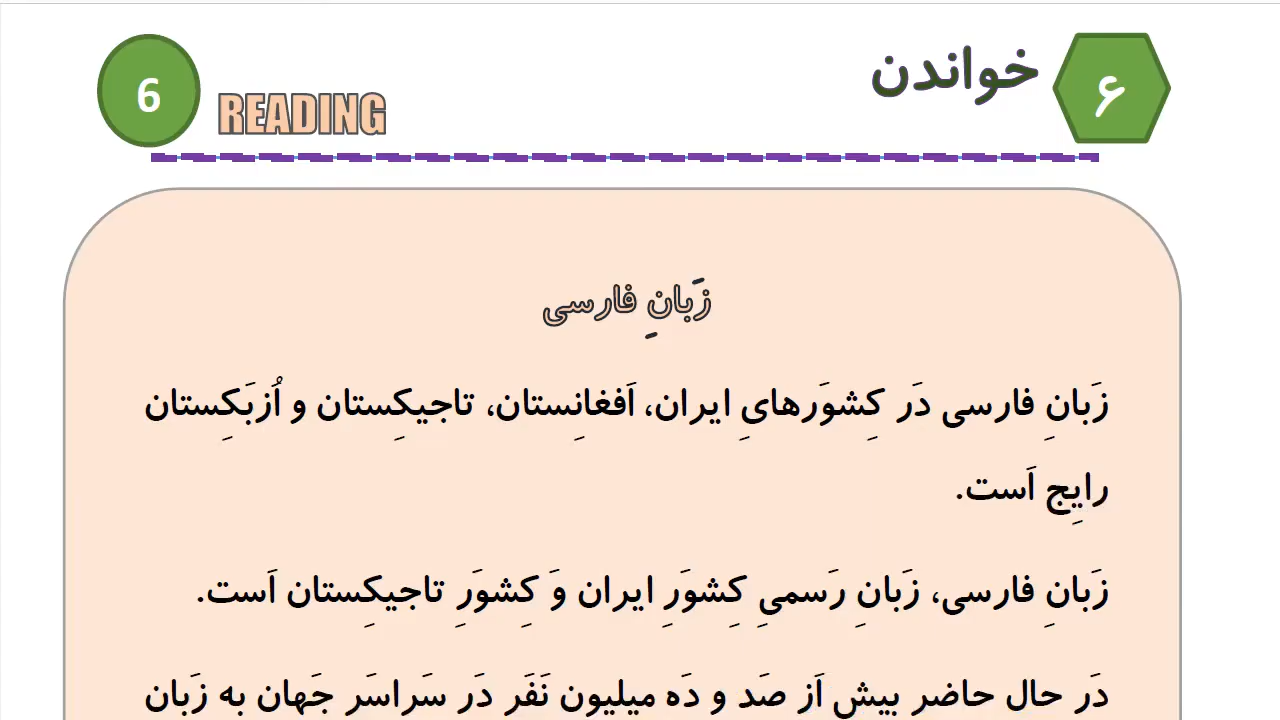 ۶ خواندن
6 READING
زَبانِ فارسی
زَبانِ فارسی دَر کِشوَرهایِ ایران، اَفغانِستان، تاجیکِستان و اُزبَکِستان
رایِج اَست.
زَبانِ فارسی، زَبانِ رَسمیِ کِشوَرِ ایران وَ کِشوَرِ تاجیکِستان اَست.
دَر حال حاضر بیش اَز صَد و دَه میلیون نَفَر دَر سَراسَر جَهان به زَبان